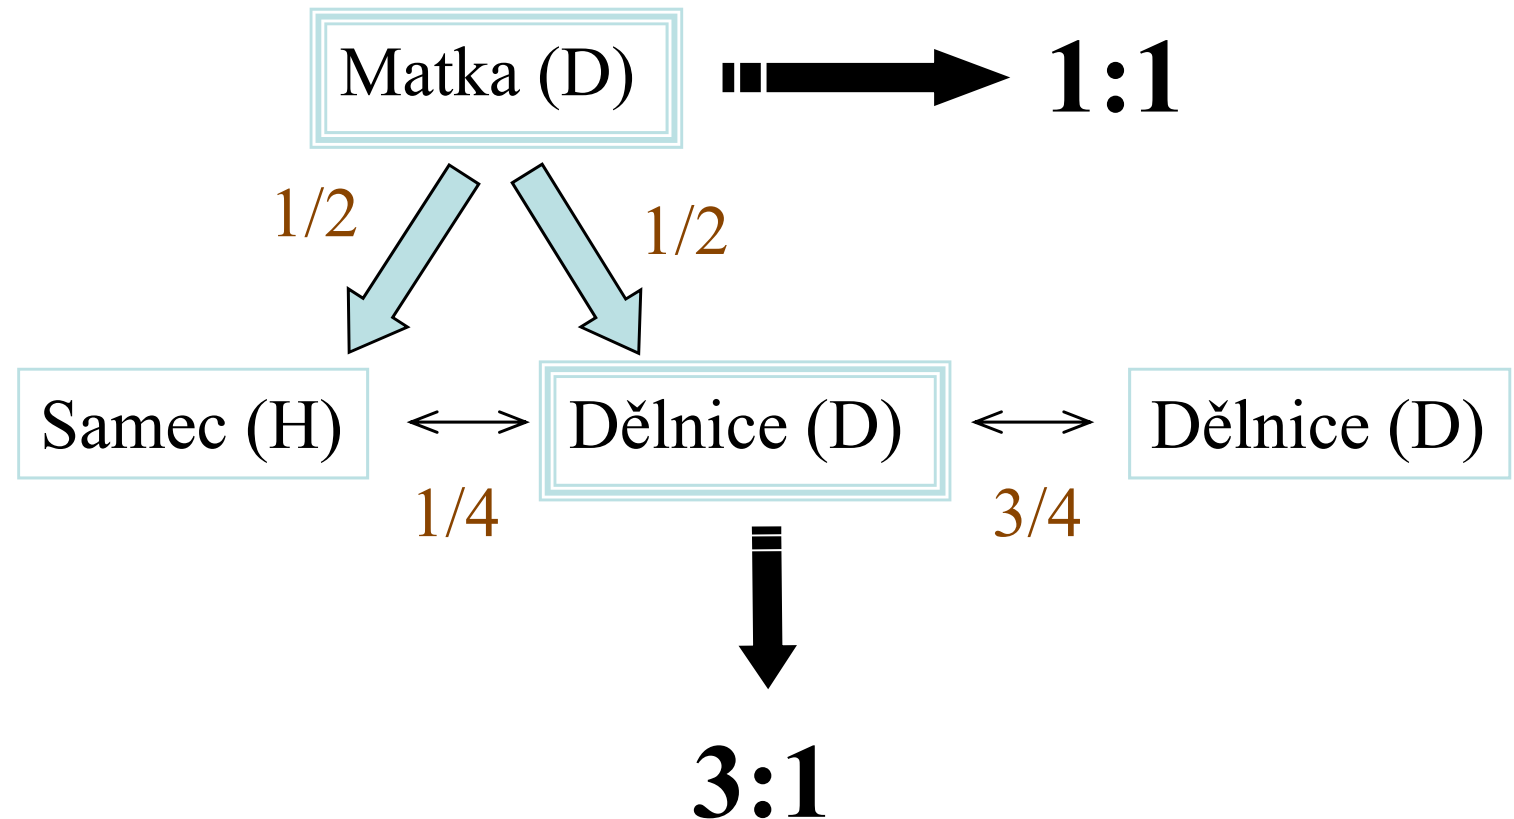 Matka (D)
1:1
1/2
1/2
Samec (H)
Dělnice (D)
Dělnice (D)
1/4
3/4
3:1